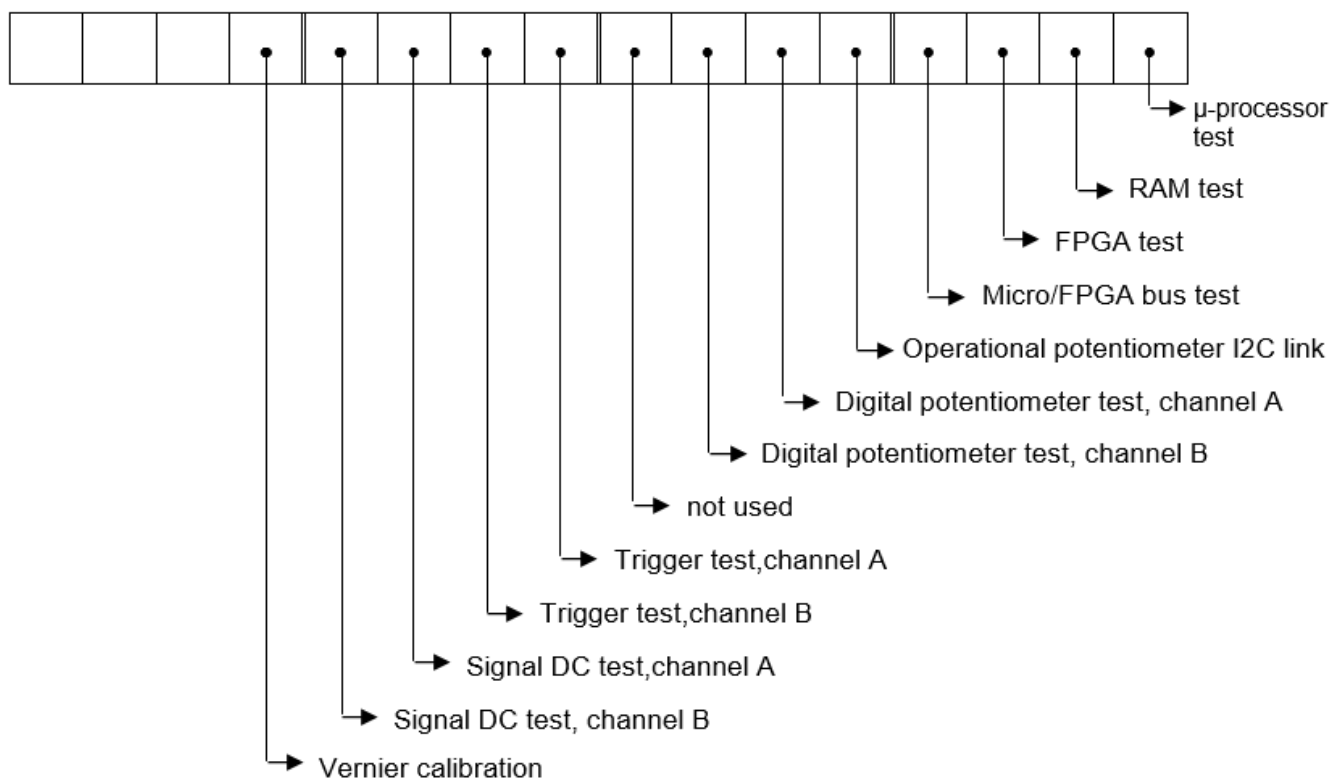 µ-processor
test
RAM test
FPGA test
Micro/FPGA bus test
Operational potentiometer I2C link
Digital potentiometer test, channel A
Digital potentiometer test, channel B
not used
Trigger test,channel A
Trigger test,channel B
Signal DC test,channel A
Signal DC test, channel B
Vernier calibration